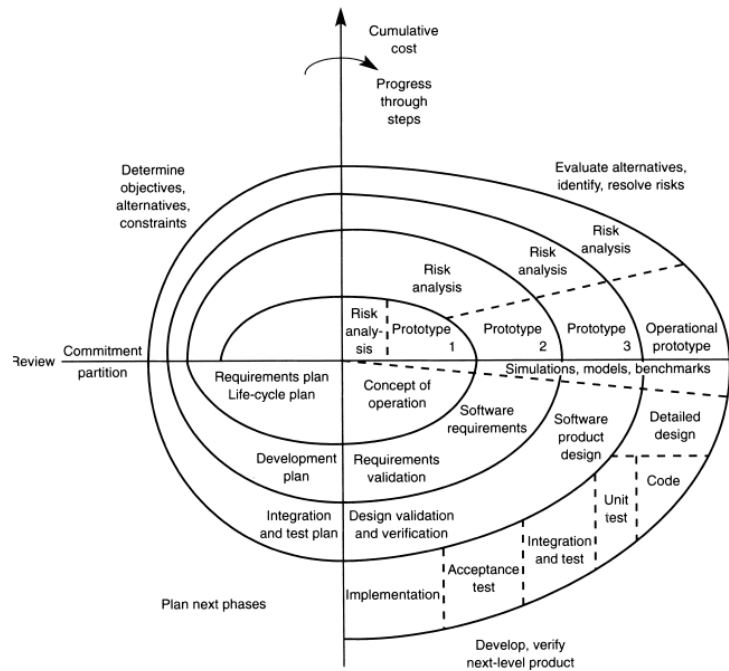 Cumulative
cost
Progress
through
steps
Determine
objectives,
alternatives,
constraints
Evaluate alternatives,
identify, resolve risks
Risk
analysis
Risk
analysis
Risk
analysis
Risk
analy-
sis
Prototype
1
Prototype
2
Prototype
3
Operational
prototype
Review
Commitment
partition
Simulations, models, benchmarks
Requirements plan
Life-cycle plan
Concept of
operation
Software
requirements
Software
product
design
Detailed
design
Development
plan
Requirements
validation
Code
Unit
test
Integration
and test plan
Design validation
and verification
Integration
and test
Acceptance
test
Implementation
Plan next phases
Develop, verify
next-level product